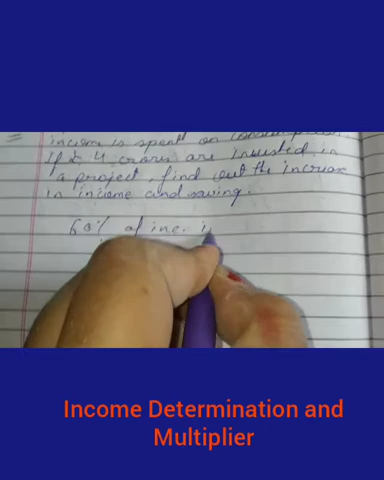 income is spent on consumption.
If ₹ 4 crores are invested in
a project, find out the increase
in income and saving.
60% of inc. i
Income Determination and
Multiplier